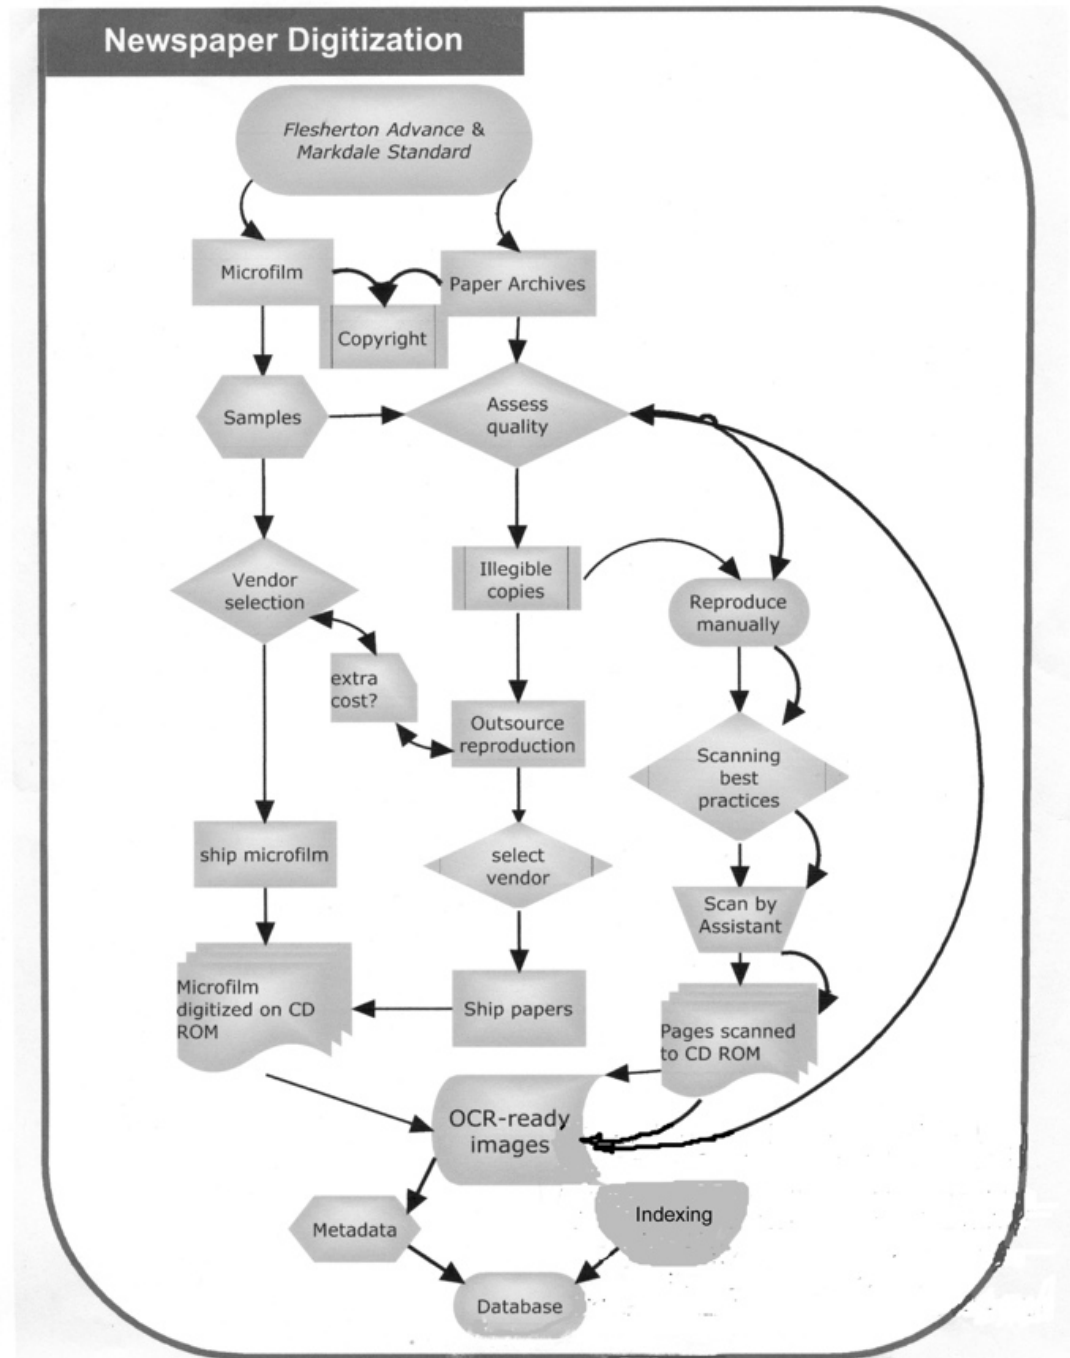 Newspaper Digitization
Flesherton Advance &
Markdale Standard
Microfilm
Paper Archives
Copyright
Samples
Assess
quality
Vendor
selection
Illegible
copies
Reproduce
manually
extra
cost?
Outsource
reproduction
Scanning
best
practices
ship microfilm
select
vendor
Scan by
Assistant
Microfilm
digitized on CD
ROM
Ship papers
Pages scanned
to CD ROM
OCR-ready
images
Metadata
Indexing
Database